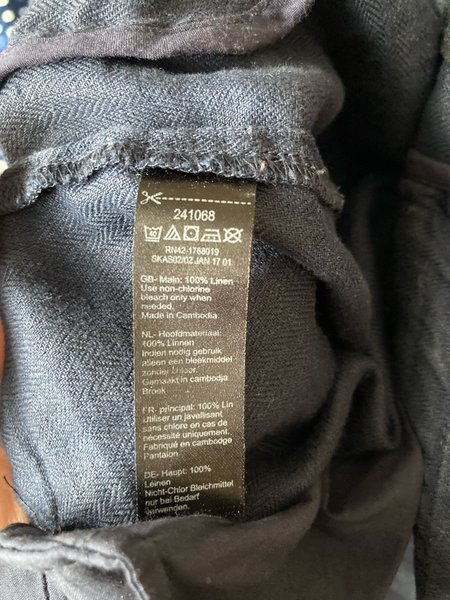 241068
RN42-1768019
SKAS02/02 JAN 17 01
GB- Main: 100% Linen
Use non-chlorine
bleach only when
needed.
Made in Cambodia
NL- Hoofdmateriaal:
100% Linnen
Indien nodig gebruik
alleen een bleekmiddel
zonder chloor.
Gemaakt in cambodja
Broek
FR- principal: 100% Lin
Utiliser un javellisant
sans chlore en cas de
nécessité uniquement.
Fabriqué en cambodge
Pantalon
DE- Haupt: 100%
Leinen
Nicht-Chlor Bleichmittel
nur bei Bedarf
verwenden.